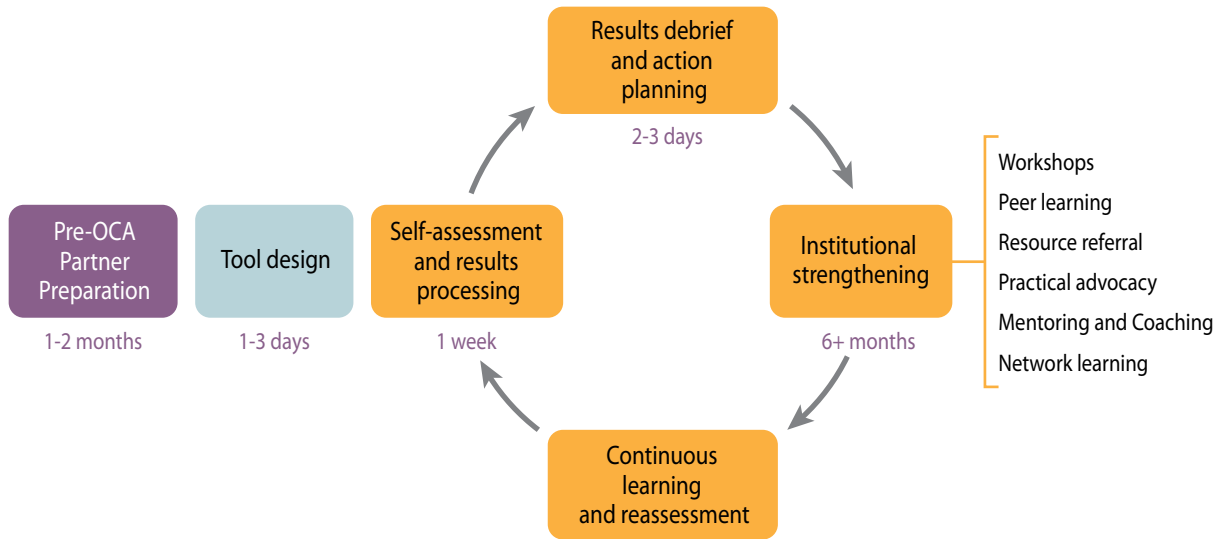 Results debrief
and action
planning
2-3 days
Pre-OCA
Partner
Preparation
1-2 months
Tool design
1-3 days
Self-assessment
and results
processing
1 week
Institutional
strengthening
6+ months
Workshops
Peer learning
Resource referral
Practical advocacy
Mentoring and Coaching
Network learning
Continuous
learning
and reassessment